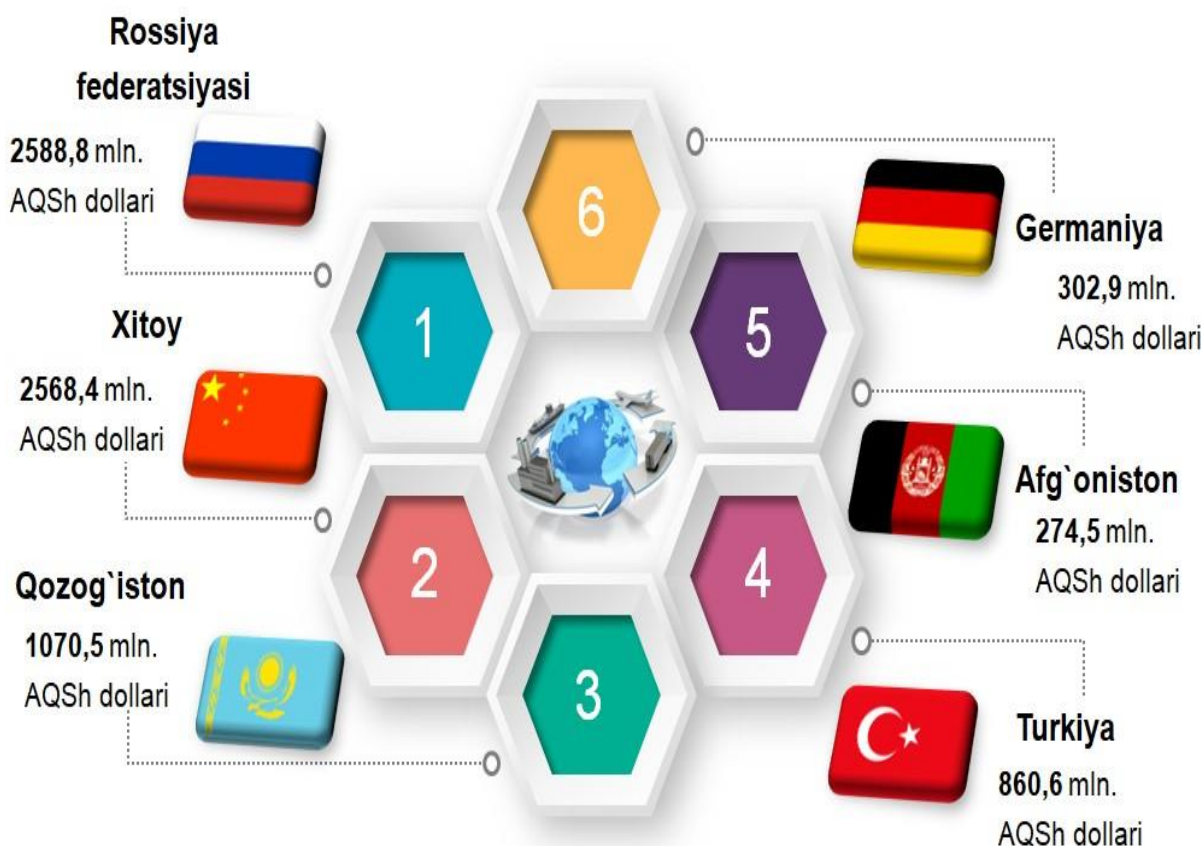 Rossiya
federatsiyasi
2588,8 mln.
AQSh dollari
Xitoy
2568,4 mln.
AQSh dollari
Qozog`iston
1070,5 mln.
AQSh dollari
1
2
3
4
5
6
Germaniya
302,9 mln.
AQSh dollari
Afg`oniston
274,5 mln.
AQSh dollari
Turkiya
860,6 mln.
AQSh dollari